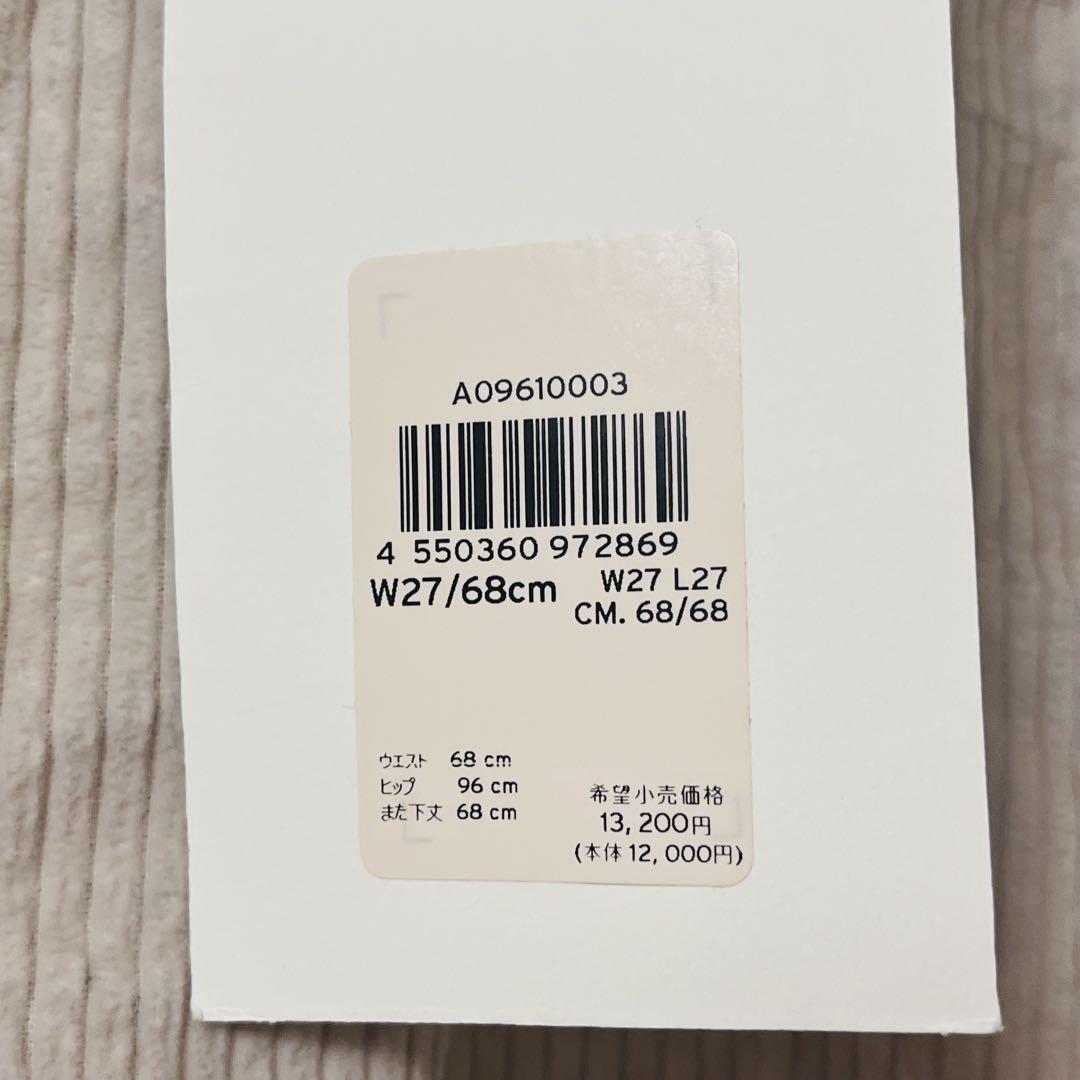 A09610003
4 550360 972869
W27/68cm
W27 L27
CM. 68/68
ウエスト 68 cm
ヒップ 96 cm
また下丈 68 cm
希望小売価格
13,200円
(本体12,000円)